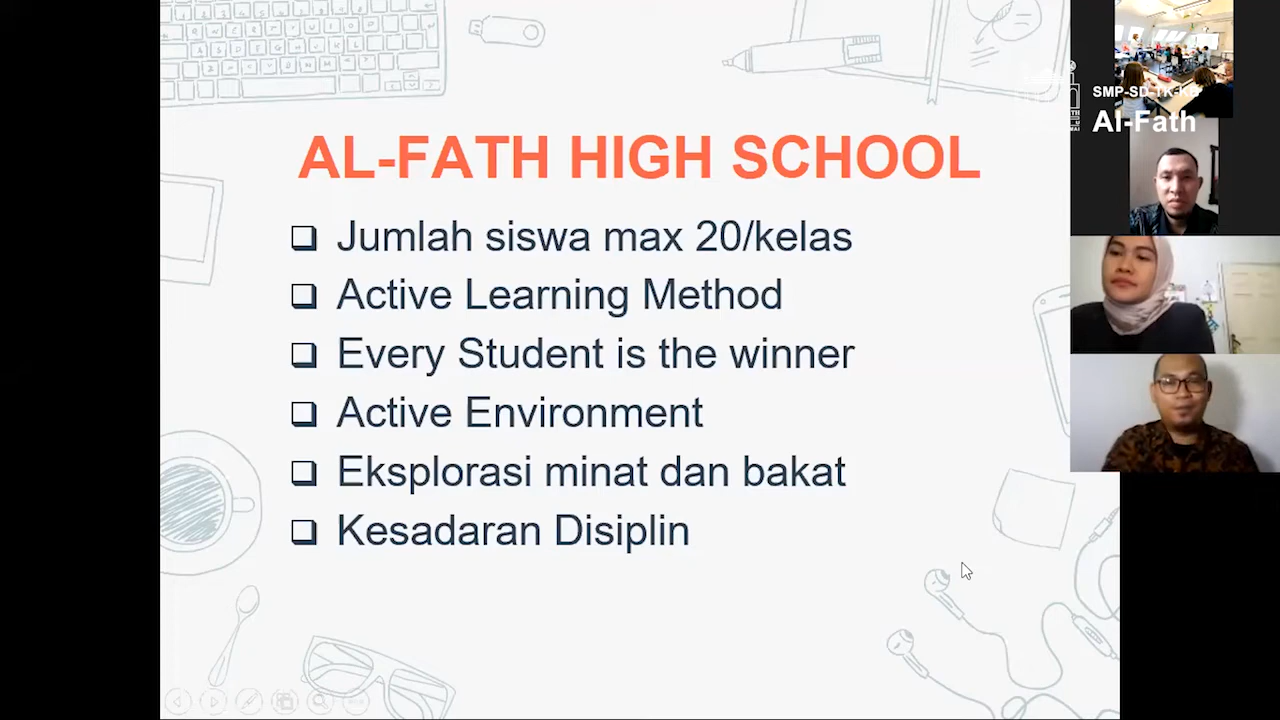 AL-FATH HIGH SCHOOL
Jumlah siswa max 20/kelas
Active Learning Method
Every Student is the winner
Active Environment
Eksplorasi minat dan bakat
Kesadaran Disiplin
SMP-SD-TK-KB
Al-Fath